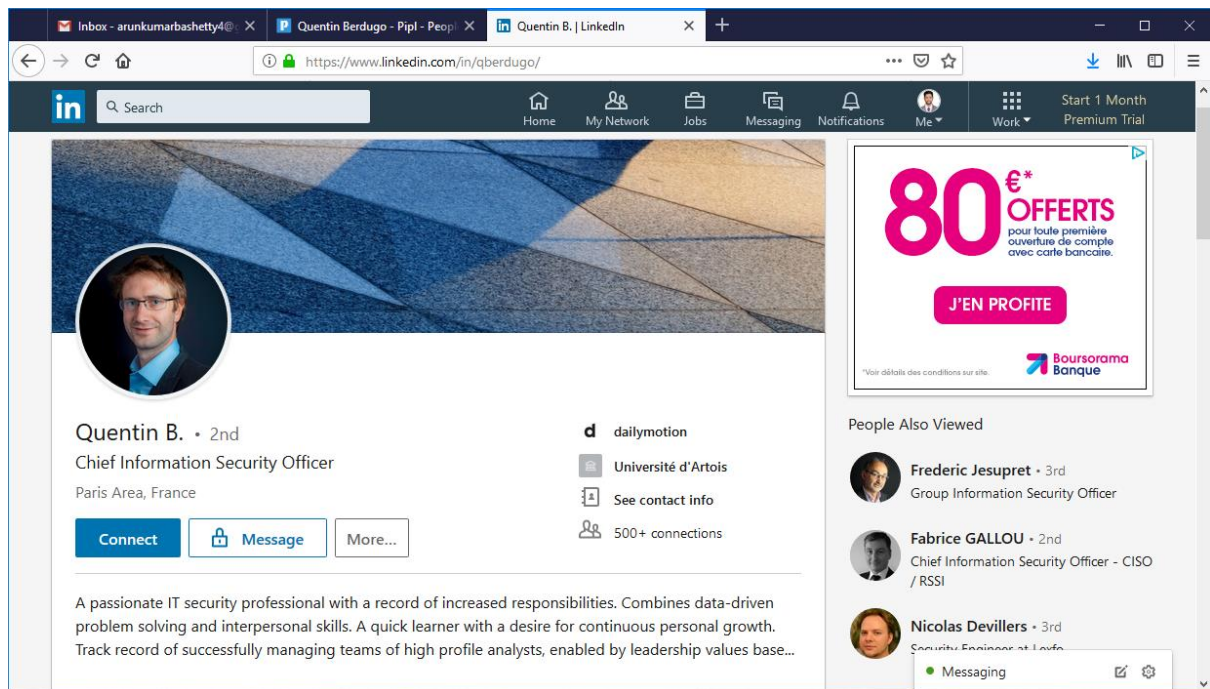 Inbox - arunkumarbashetty4@
Quentin Berdugo - Pipl - Peopl
Quentin B. | LinkedIn
https://www.linkedin.com/in/qberdugo/
in
Search
Home
My Network
Jobs
Messaging
Notifications
Me
Work
Start 1 Month
Premium Trial
80€*
OFFERTS
pour toute première
ouverture de compte
avec carte bancaire.
J'EN PROFITE
*Voir détails des conditions sur site.
Boursorama
Banque
Quentin B. • 2nd
Chief Information Security Officer
Paris Area, France
Connect
Message
More...
d dailymotion
Université d'Artois
See contact info
500+ connections
A passionate IT security professional with a record of increased responsibilities. Combines data-driven
problem solving and interpersonal skills. A quick learner with a desire for continuous personal growth.
Track record of successfully managing teams of high profile analysts, enabled by leadership values base...
People Also Viewed
Frederic Jesupret • 3rd
Group Information Security Officer
Fabrice GALLOU • 2nd
Chief Information Security Officer - CISO
/ RSSI
Nicolas Devillers • 3rd
Security Engineer at Lexfo
Messaging